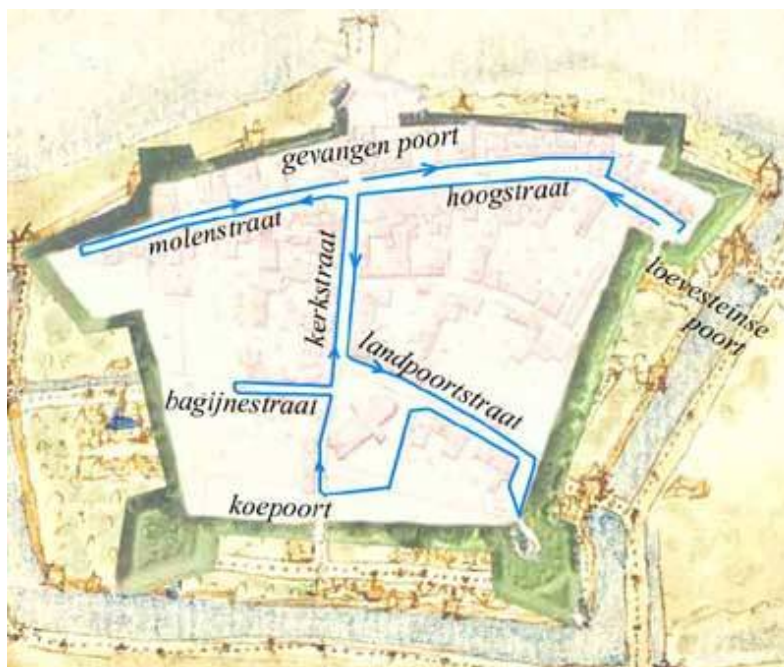 gevangen poort
hoogstraat
molenstraat
loevesteinse
poort
kerkstraat
landpoortstraat
bagijnestraat
koepoort